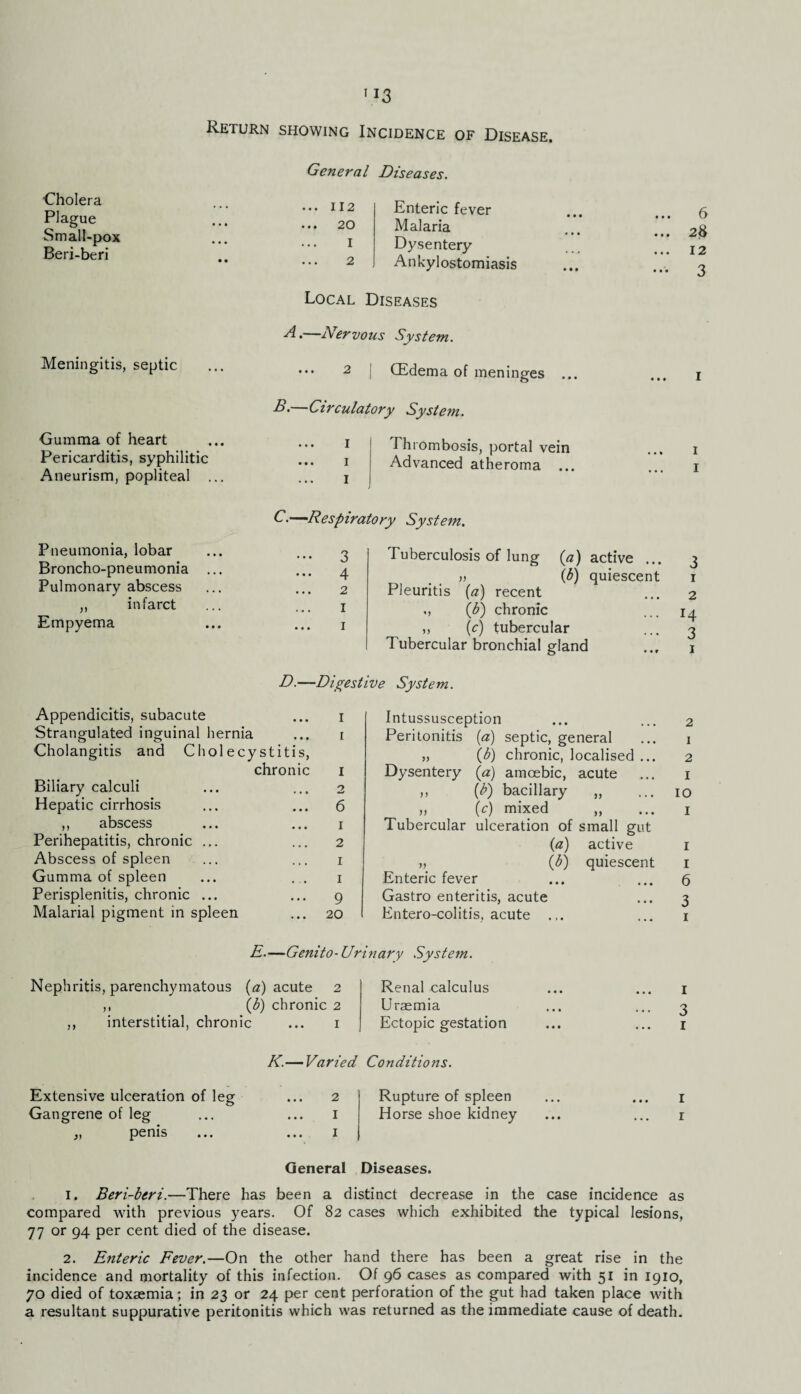 113
RETURN SHOWING INCIDENCE OF DISEASE.
General Diseases.
Cholera ... ... 112
Plague ... ... 20
Small-pox ... ... 1
Beri-beri .. ... 2
Enteric fever ... ... 6
Malaria ... ... 28
Dysentery ... ... 12
Ankylostomiasis ... ... 3
LOCAL DISEASES
A.—Nervous System.
Meningitis, septic ... ... 2
Œdema of meninges ... ... 1
B.—Circulatory System.
Gumma of heart ... ... 1
Pericarditis, syphilitic ... 1
Aneurism, popliteal ... ... 1
Thrombosis, portal vein ... 1
Advanced atheroma ... ... 1
C.—Respiratory System.
Pneumonia, lobar ... ... 3
Broncho-pneumonia ... ... 4
Pulmonary abscess ... ... 2
„ infarct ... ... 1
Empyema ... ... 1
Tuberculosis of lung (a) active ... 3
„ (b) quiescent 1
Pleuritis (a) recent ... 2
„ (b) chronic ... 14
„ (c) tubercular ... 3
Tubercular bronchial gland ... 1
D.—Digestive System.
Appendicitis, subacute ... 1
Strangulated inguinal hernia ... 1
Cholangitis and Cholecystitis,
chronic 1
Biliary calculi ... ... 2
Hepatic cirrhosis ... ... 6
,, abscess ... ... 1
Perihepatitis, chronic ... ... 2
Abscess of spleen ... ... 1
Gumma of spleen ... ... 1
Perisplenitis, chronic ... ... 9
Malarial pigment in spleen ... 20
Intussusception ... ... 2
Peritonitis (a) septic, general ... 1
„ (b) chronic, localised ... 2
Dysentery (a) amœbic, acute ... 1
,, (b) bacillary „ ... 10
„ (c) mixed „ ... 1
Tubercular ulceration of small gut
(a) active 1
„ (b) quiescent 1
Enteric fever ... ... 6
Gastro enteritis, acute ... 3
Entero-colitis, acute ... ... 1
E.—Genito-Urinary System.
Nephritis, parenchymatous (a) acute 2
,, (b) chronic 2
,, interstitial, chronic ... 1
Renal calculus ... ... 1
Uræmia ... ... 3
Ectopic gestation ... ... 1
K.—Varied Conditions.
Extensive ulceration of leg ... 2
Gangrene of leg ... ... 1
„ penis ... ... 1
Rupture of spleen ... ... 1
Horse shoe kidney ... ... 1
General Diseases.
1. Beri-beri.—There has been a distinct decrease in the case incidence as
compared with previous years. Of 82 cases which exhibited the typical lesions,
77 or 94 per cent died of the disease.
2. Enteric Fever.—On the other hand there has been a great rise in the
incidence and mortality of this infection. Of 96 cases as compared with 51 in 1910,
70 died of toxæmia; in 23 or 24 per cent perforation of the gut had taken place with
a resultant suppurative peritonitis which was returned as the immediate cause of death.